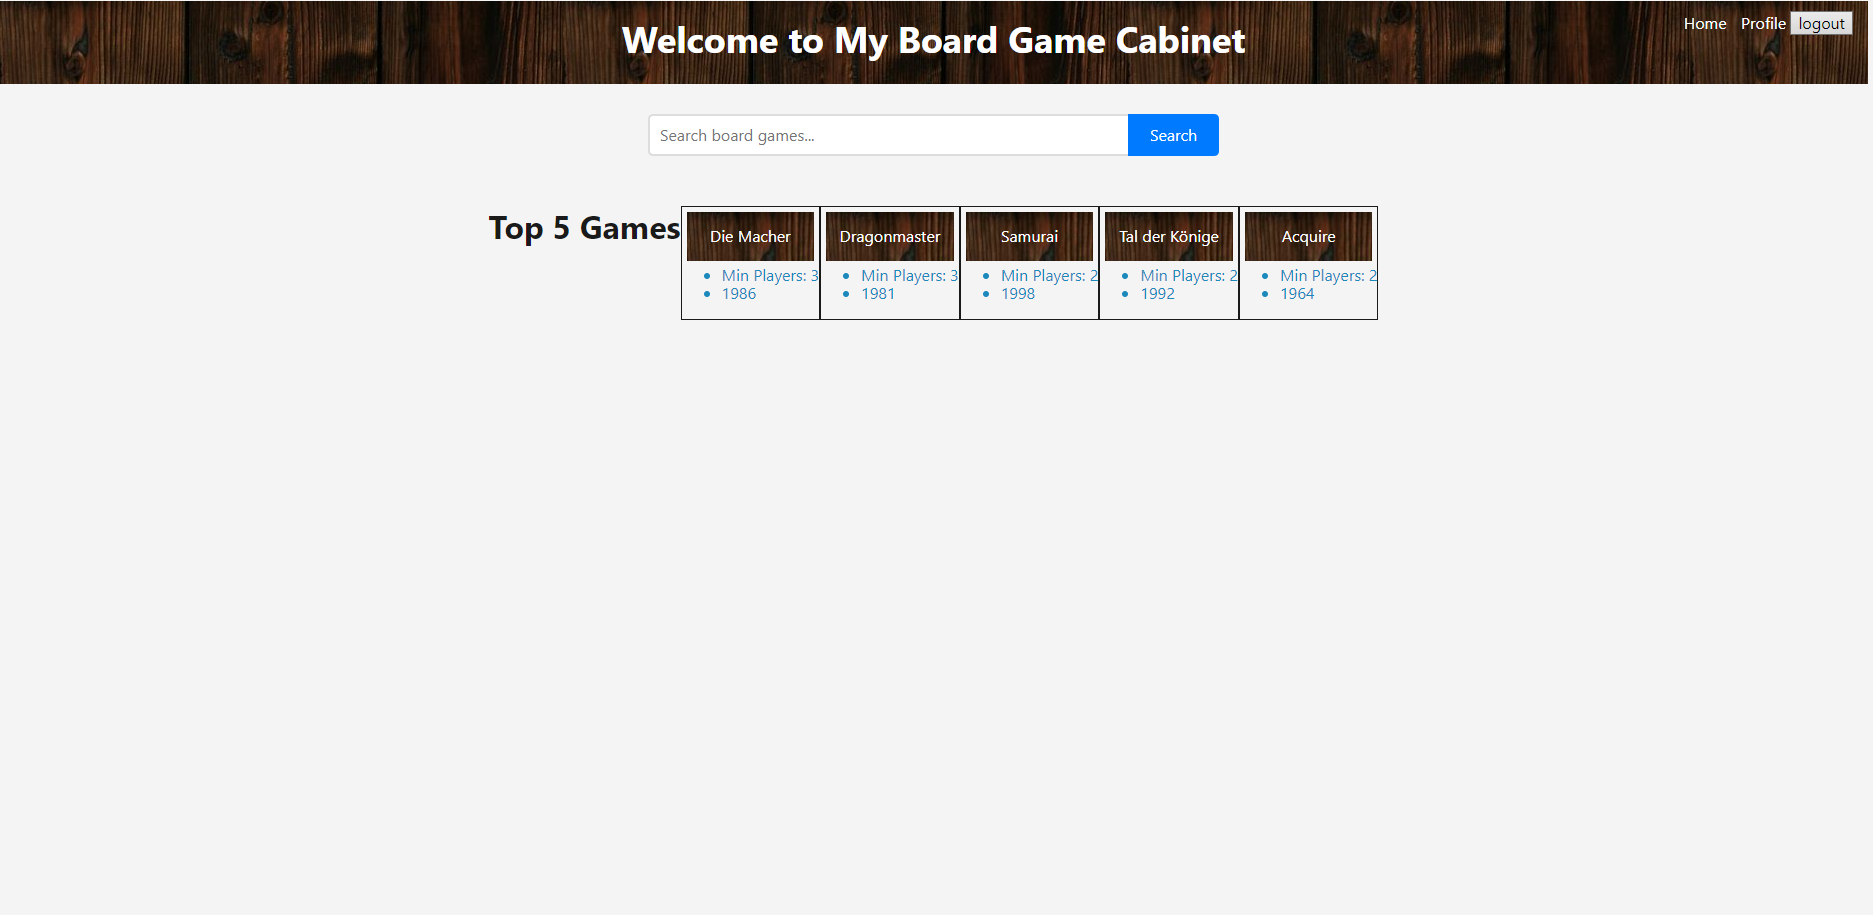 Home Profile logout
Welcome to My Board Game Cabinet
Search board games... Search
Top 5 Games
Die Macher
Min Players: 3
1986
Dragonmaster
Min Players: 3
1981
Samurai
Min Players: 2
1998
Tal der Könige
Min Players: 2
1992
Acquire
Min Players: 2
1964